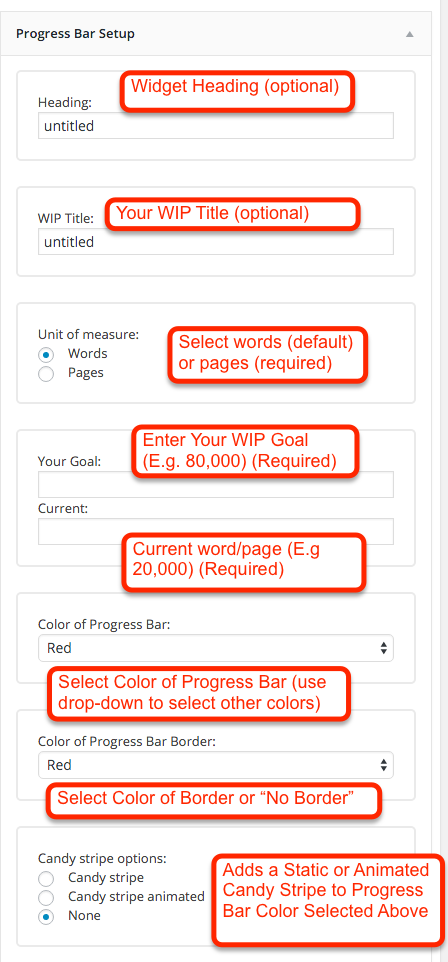 Progress Bar Setup
Widget Heading (optional)
Heading:
untitled
Your WIP Title (optional)
WIP Title:
untitled
Unit of measure:
Words
Pages
Select words (default)
or pages (required)
Enter Your WIP Goal
(E.g. 80,000) (Required)
Your Goal:
Current:
Current word/page (E.g
20,000) (Required)
Color of Progress Bar:
Red
Select Color of Progress Bar (use
drop-down to select other colors)
Color of Progress Bar Border:
Red
Select Color of Border or “No Border”
Candy stripe options:
Candy stripe
Candy stripe animated
None
Adds a Static or Animated
Candy Stripe to Progress
Bar Color Selected Above